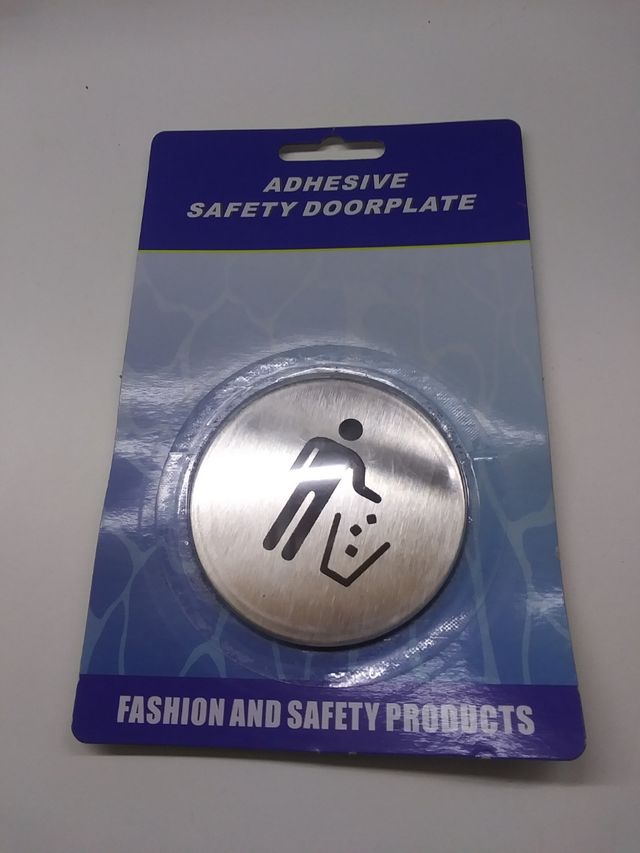 ADHESIVE
SAFETY DOORPLATE
FASHION AND SAFETY PRODUCTS